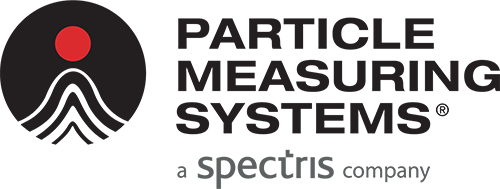 PARTICLE
MEASURING
SYSTEMS®
a spectris company